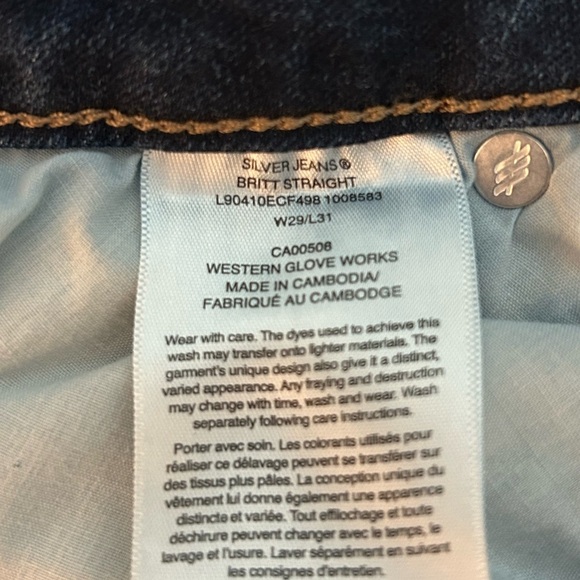 SILVER JEANS®
BRITT STRAIGHT
L90410ECF498 1008583
W29/L31
CA00508
WESTERN GLOVE WORKS
MADE IN CAMBODIA/
FABRIQUÉ AU CAMBODGE
Wear with care. The dyes used to achieve this
wash may transfer onto lighter materials. The
garment's unique design also give it a distinct,
varied appearance. Any fraying and destruction
may change with time, wash and wear. Wash
separately following care instructions.
Porter avec soin. Les colorants utilisés pour
réaliser ce délavage peuvent se transférer sur
des tissus plus pâles. La conception unique du
vêtement lui donne également une apparence
distincte et variée. Tout effilochage et toute
déchirure peuvent changer avec le temps, le
lavage et l'usure. Laver séparément en suivant
les consignes d'entretien.